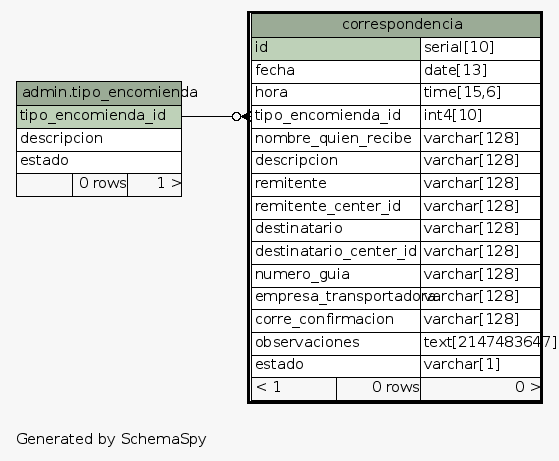 correspondencia
id serial[10]
fecha date[13]
hora time[15,6]
tipo_encomienda_id int4[10]
nombre_quien_recibe varchar[128]
descripcion varchar[128]
remitente varchar[128]
remitente_center_id varchar[128]
destinatario varchar[128]
destinatario_center_id varchar[128]
numero_guia varchar[128]
empresa_transportadora varchar[128]
corre_confirmacion varchar[128]
observaciones text[2147483647]
estado varchar[1]
< 1 0 rows 0 >
admin.tipo_encomienda
tipo_encomienda_id
descripcion
estado
0 rows 1 >
Generated by SchemaSpy